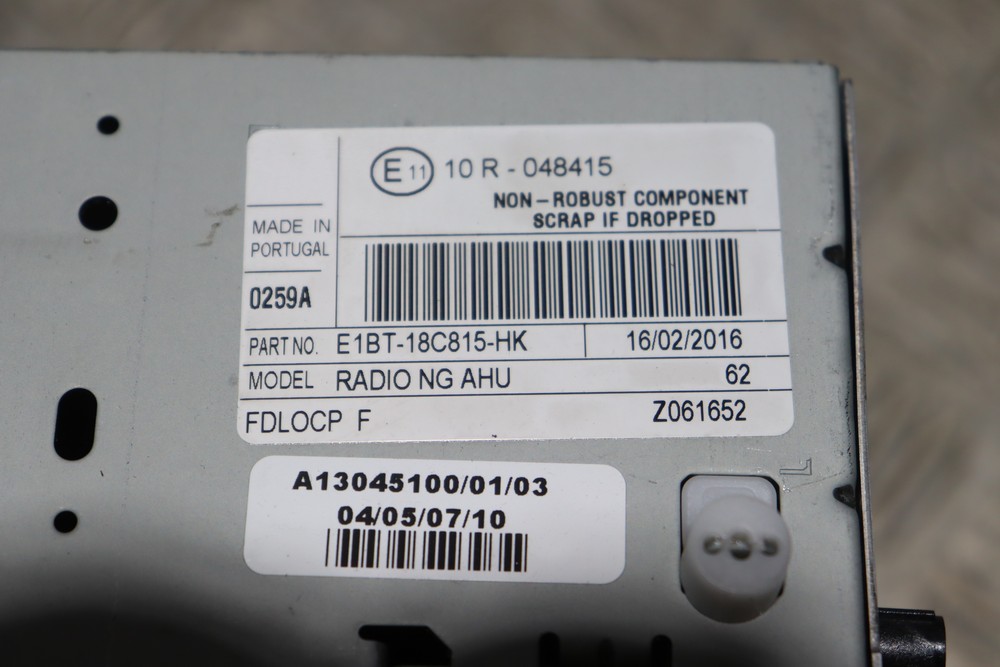 E11 10 R - 048415
NON-ROBUST COMPONENT
SCRAP IF DROPPED
MADE IN
PORTUGAL
0259A
PART NO. E1BT-18C815-HK 16/02/2016
MODEL RADIO NG AHU 62
FDLOCP F Z061652
A13045100/01/03
04/05/07/10